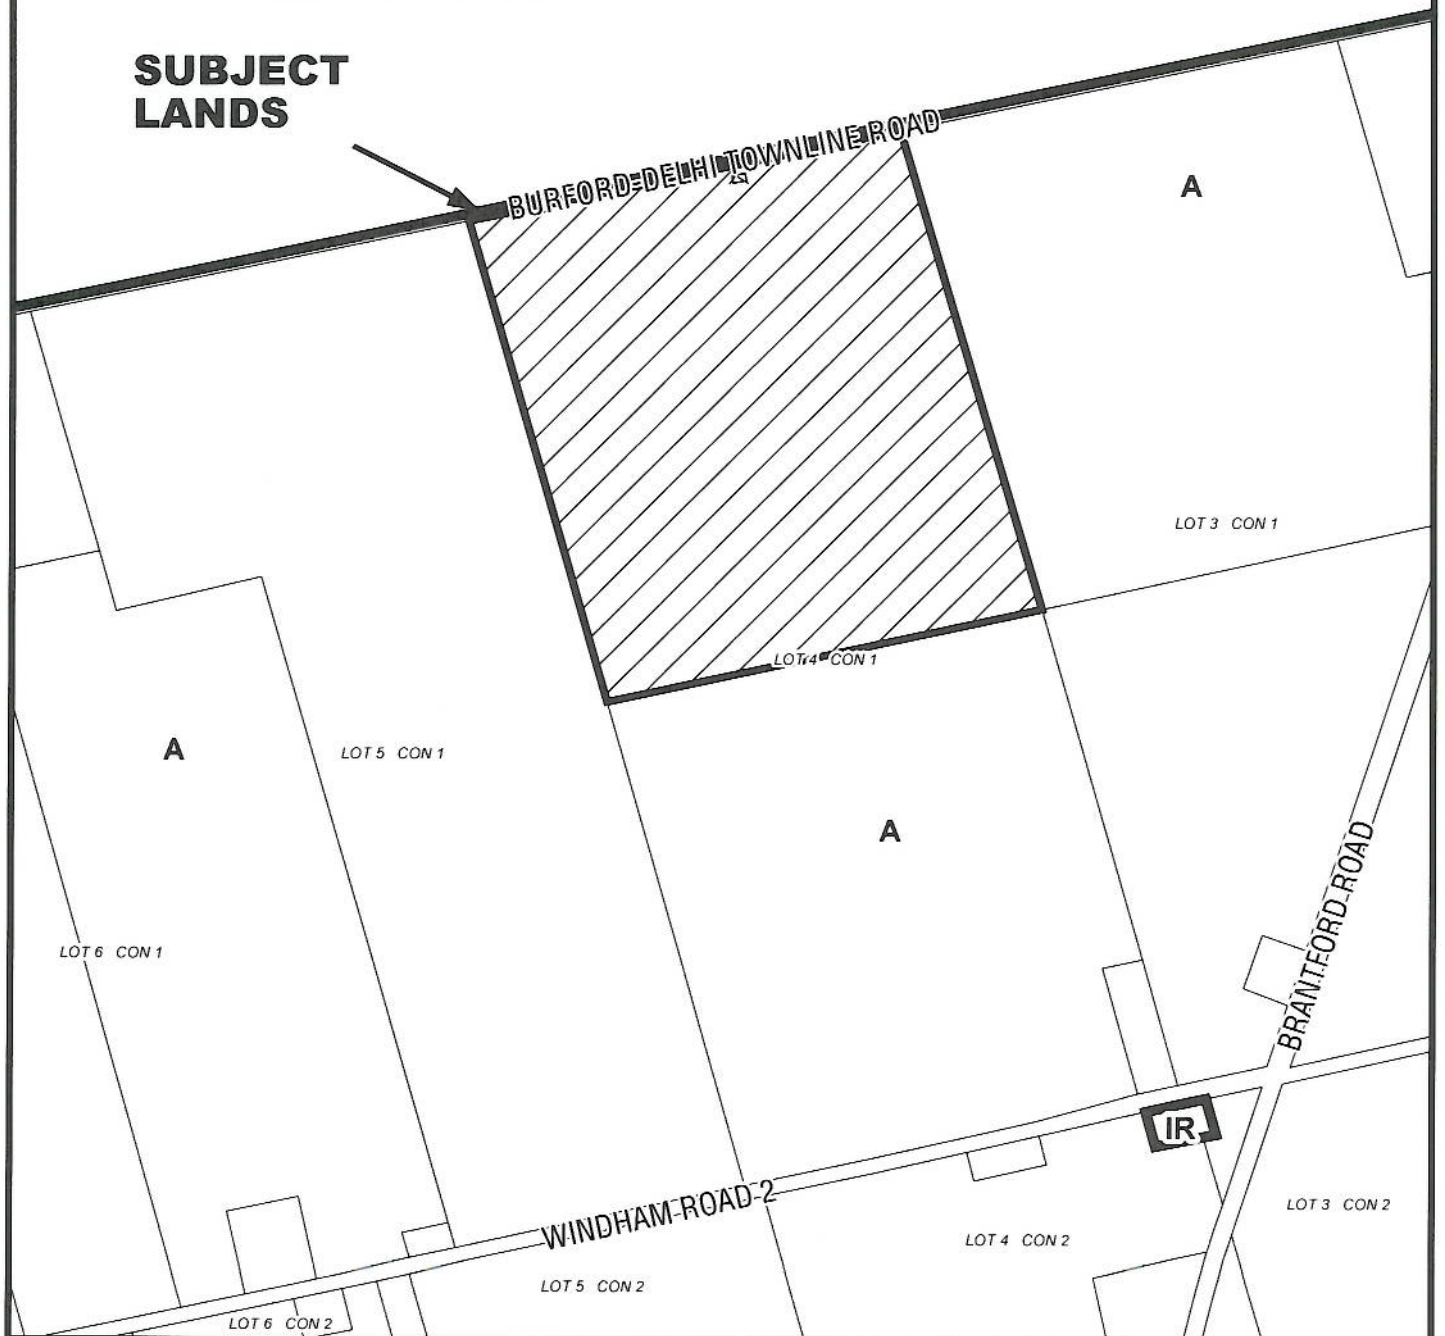 SUBJECT
LANDS
BURFORD-DELHI TOWNLINE ROAD
A
LOT 3 CON 1
LOT 4 CON 1
A
LOT 5 CON 1
A
BRANTFORD ROAD
LOT 6 CON 1
IR
WINDHAM ROAD 2
LOT 3 CON 2
LOT 4 CON 2
LOT 5 CON 2
LOT 6 CON 2